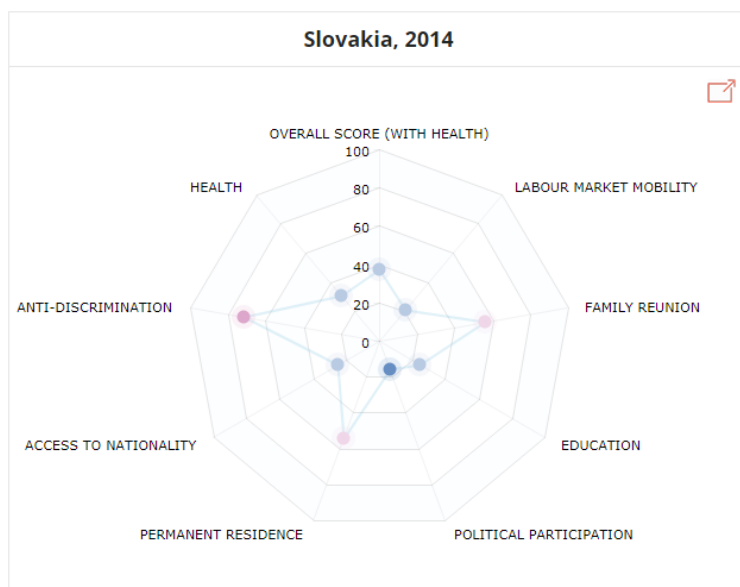 Slovakia, 2014
OVERALL SCORE (WITH HEALTH)
100
HEALTH
LABOUR MARKET MOBILITY
80
60
40
ANTI-DISCRIMINATION
FAMILY REUNION
20
0
ACCESS TO NATIONALITY
EDUCATION
PERMANENT RESIDENCE
POLITICAL PARTICIPATION